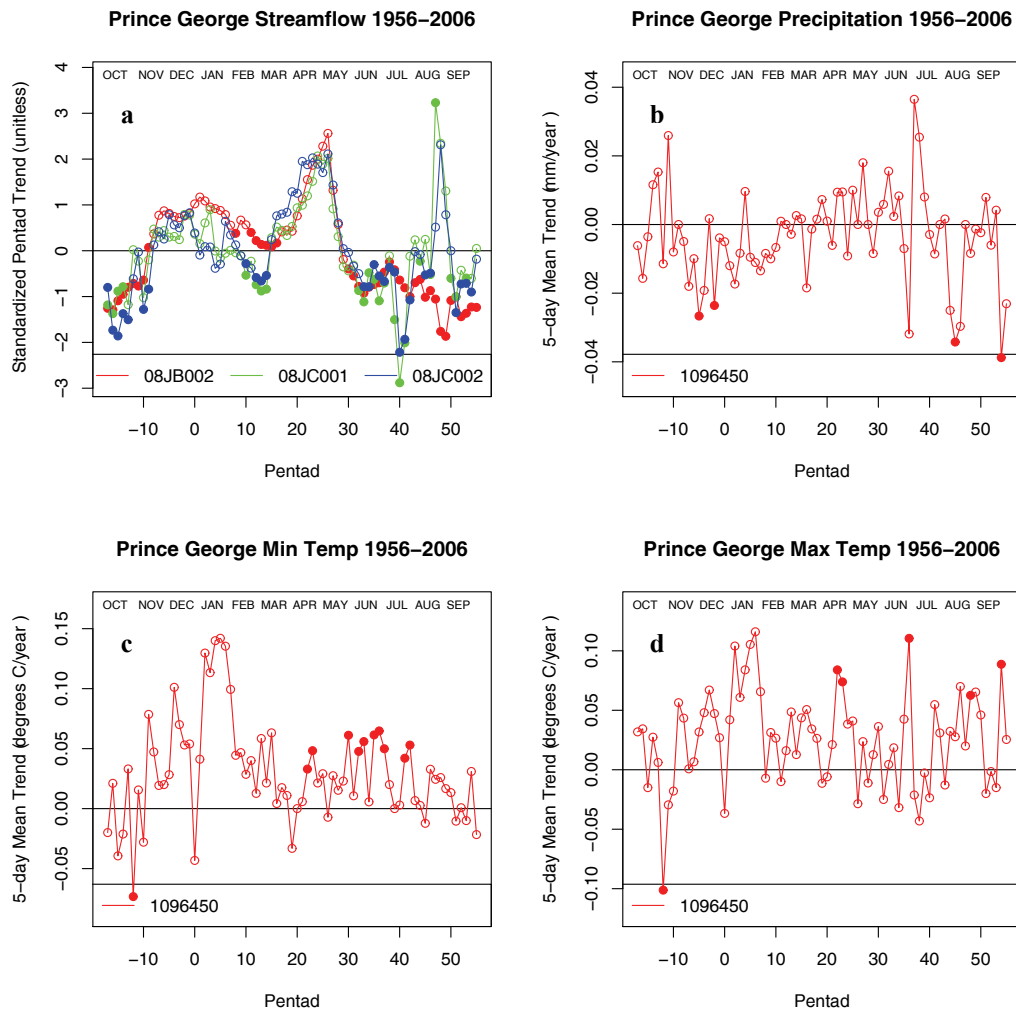 Prince George Streamflow 1956−2006
Standardized Pentad Trend (unitless)
4
3
2
1
0
−1
−2
−3
OCT NOV DEC JAN FEB MAR APR MAY JUN JUL AUG SEP
a
08JB002 08JC001 08JC002
−10 0 10 20 30 40 50
Pentad
Prince George Precipitation 1956−2006
5−day Mean Trend (mm/year )
0.04
0.02
0.00
−0.02
−0.04
OCT NOV DEC JAN FEB MAR APR MAY JUN JUL AUG SEP
b
1096450
−10 0 10 20 30 40 50
Pentad
Prince George Min Temp 1956−2006
5−day Mean Trend (degrees C/year )
0.15
0.10
0.05
0.00
−0.05
OCT NOV DEC JAN FEB MAR APR MAY JUN JUL AUG SEP
c
1096450
−10 0 10 20 30 40 50
Pentad
Prince George Max Temp 1956−2006
5−day Mean Trend (degrees C/year )
0.10
0.05
0.00
−0.05
−0.10
OCT NOV DEC JAN FEB MAR APR MAY JUN JUL AUG SEP
d
1096450
−10 0 10 20 30 40 50
Pentad